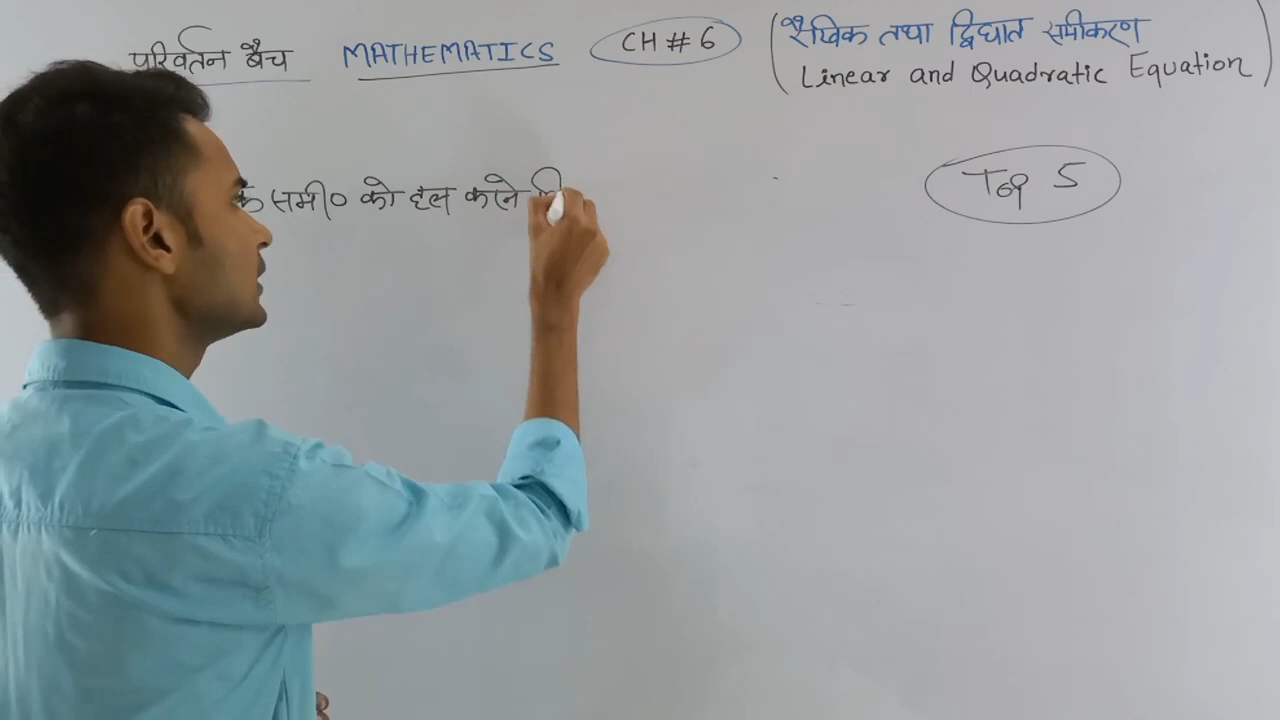 परिवर्तन बैच MATHEMATICS CH # 6
रैखिक तथा द्विघात समीकरण
Linear and Quadratic Equation
Top 5
समी० को हल करने